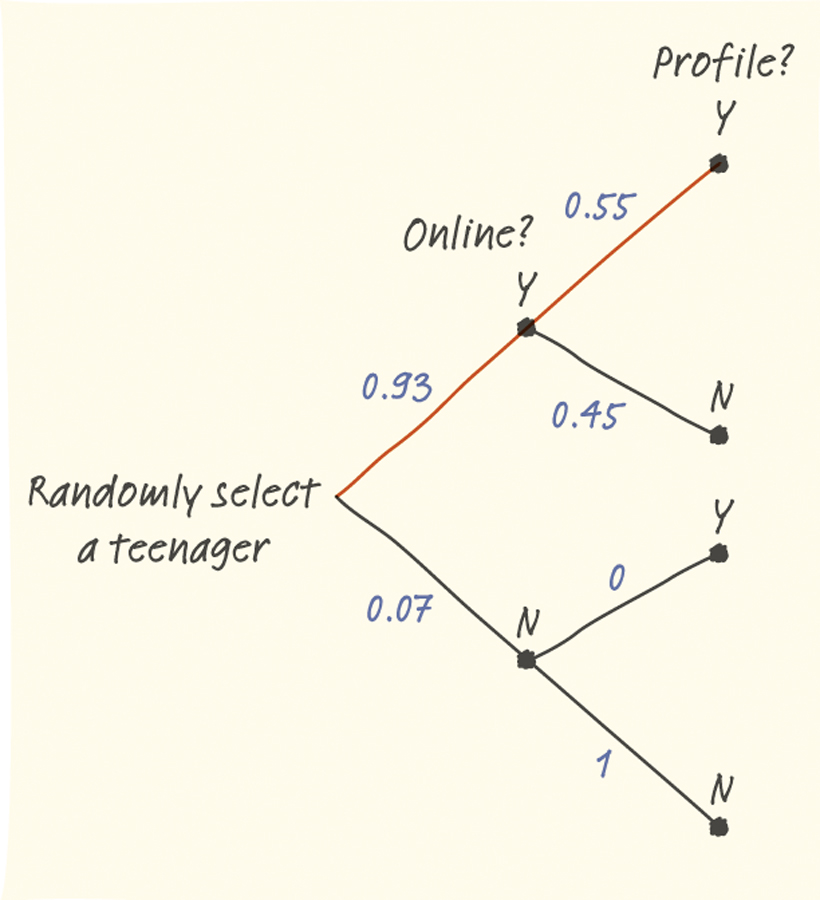 Profile?
Y
0.55
Online?
Y
0.93
N
0.45
Randomly select
a teenager
Y
0
0.07
N
1
N